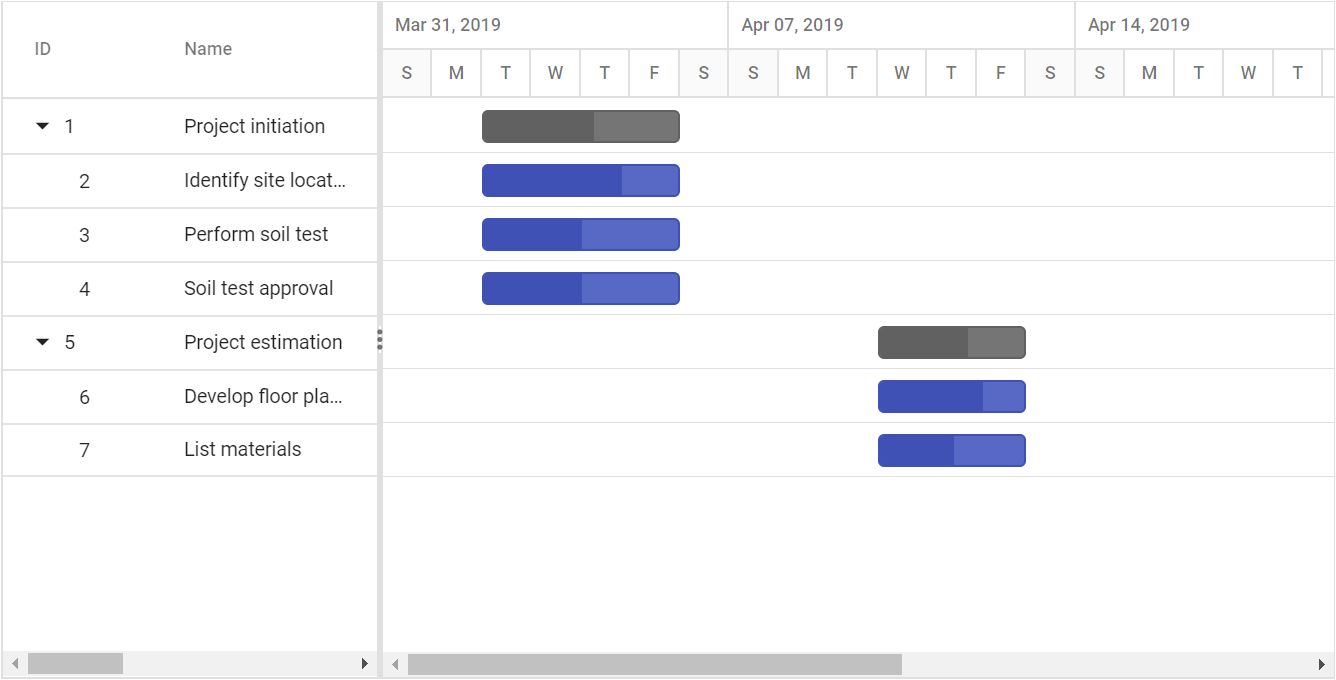 ID Name Mar 31, 2019 Apr 07, 2019 Apr 14, 2019
S M T W T F S S M T W T F S S M T W T
1 Project initiation
2 Identify site locat...
3 Perform soil test
4 Soil test approval
5 Project estimation
6 Develop floor pla...
7 List materials